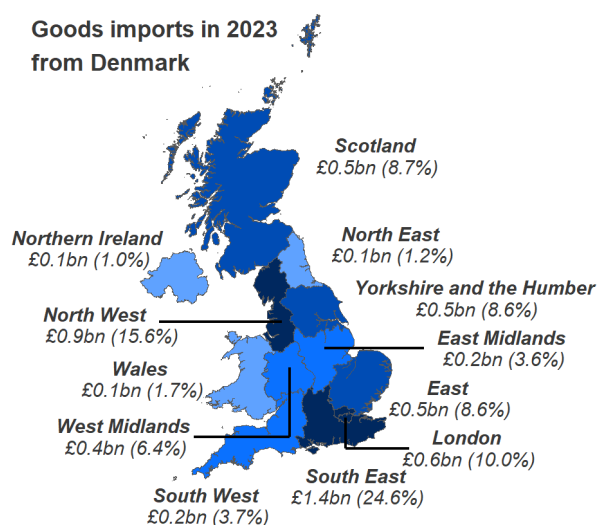 Goods imports in 2023
from Denmark
Scotland
£0.5bn (8.7%)
Northern Ireland
£0.1bn (1.0%)
North East
£0.1bn (1.2%)
Yorkshire and the Humber
£0.5bn (8.6%)
North West
£0.9bn (15.6%)
East Midlands
£0.2bn (3.6%)
Wales
£0.1bn (1.7%)
East
£0.5bn (8.6%)
West Midlands
£0.4bn (6.4%)
London
£0.6bn (10.0%)
South East
£1.4bn (24.6%)
South West
£0.2bn (3.7%)